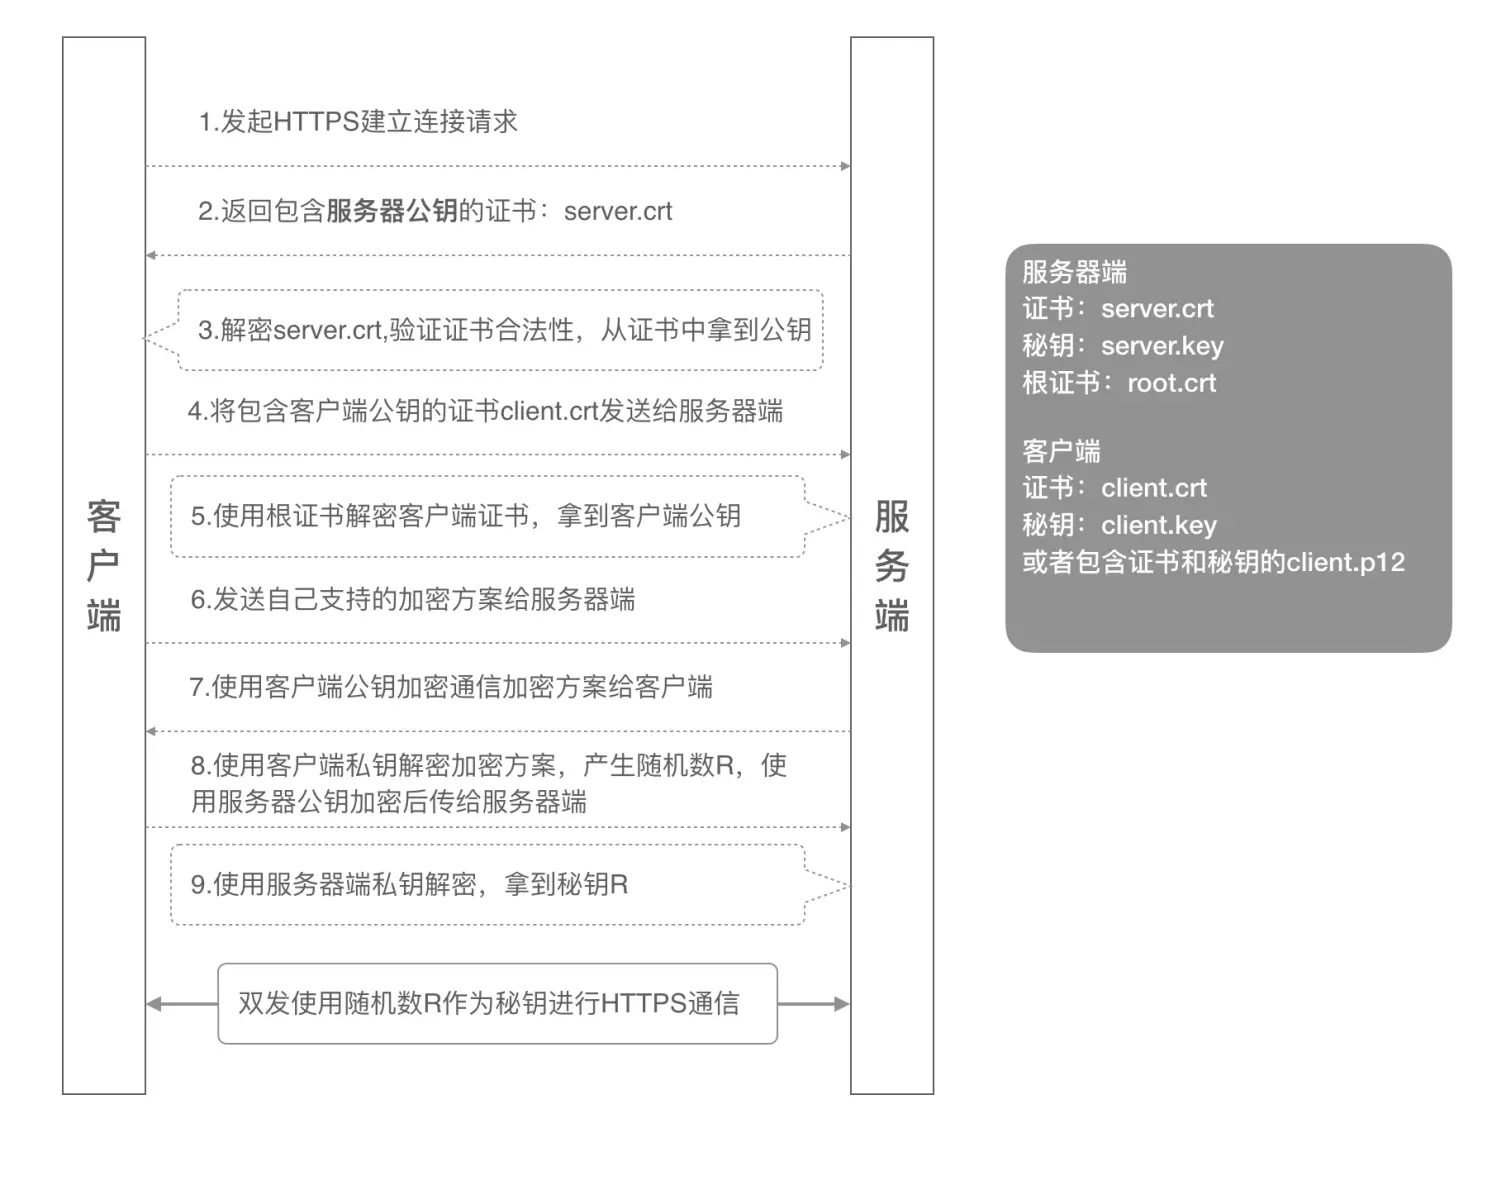 1.发起HTTPS建立连接请求
2.返回包含服务器公钥的证书：server.crt
3.解密server.crt,验证证书合法性，从证书中拿到公钥
4.将包含客户端公钥的证书client.crt发送给服务器端
5.使用根证书解密客户端证书，拿到客户端公钥
6.发送自己支持的加密方案给服务器端
7.使用客户端公钥加密通信加密方案给客户端
8.使用客户端私钥解密加密方案，产生随机数R，使
用服务器公钥加密后传给服务器端
9.使用服务器端私钥解密，拿到秘钥R
双发使用随机数R作为秘钥进行HTTPS通信
客户端
服务端
服务器端
证书：server.crt
秘钥：server.key
根证书：root.crt
客户端
证书：client.crt
秘钥：client.key
或者包含证书和秘钥的client.p12